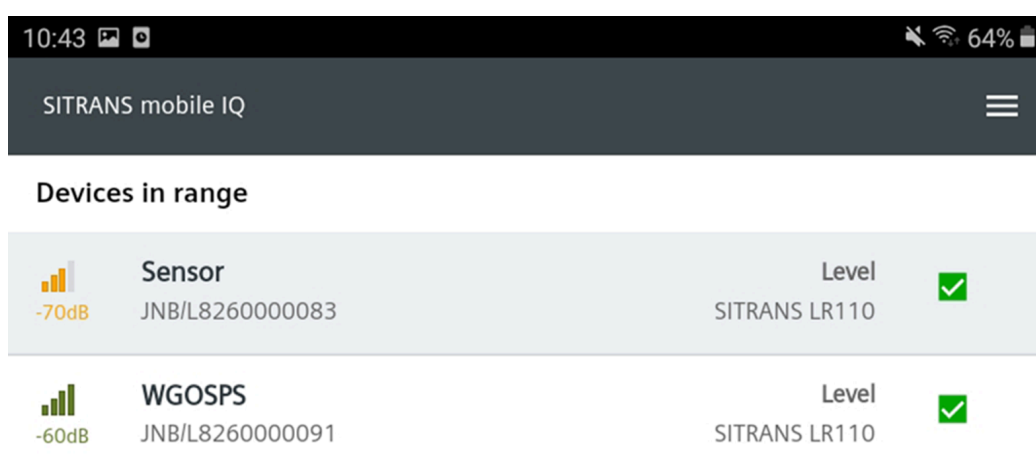 10:43 64%
SITRANS mobile IQ
Devices in range
Sensor Level
-70dB JNB/L8260000083 SITRANS LR110
WGOSPS Level
-60dB JNB/L8260000091 SITRANS LR110